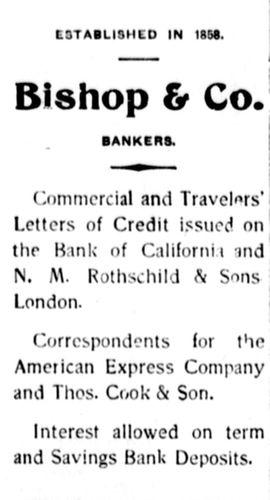 ESTABLISHED IN 1858.
Bishop & Co.
BANKERS.
Commercial and Travelers'
Letters of Credit issued on
the Bank of California and
N. M. Rothschild & Sons
London.
Correspondents for the
American Express Company
and Thos. Cook & Son.
Interest allowed on term
and Savings Bank Deposits.